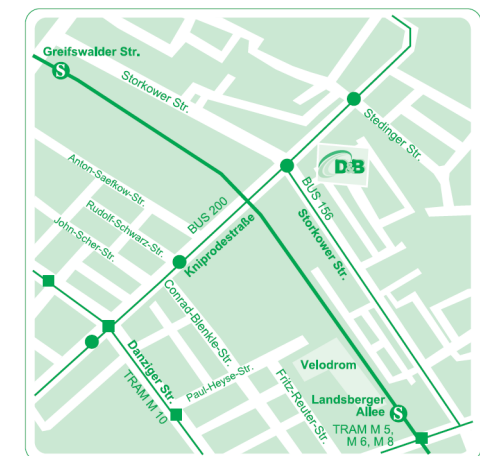 Greifswalder Str.
S
Storkower Str.
Stedinger Str.
D&B
Anton-Saefkow-Str.
Rudolf-Schwarz-Str.
John-Scher-Str.
BUS 200
Kniprodestraße
BUS 156
Storkower Str.
Conrad-Blenkle-Str.
Danziger Str.
TRAM M 10
Paul-Heyse-Str.
Fritz-Reuter-Str.
Velodrom
Landsberger
Allee
S
TRAM M 5,
M 6, M 8